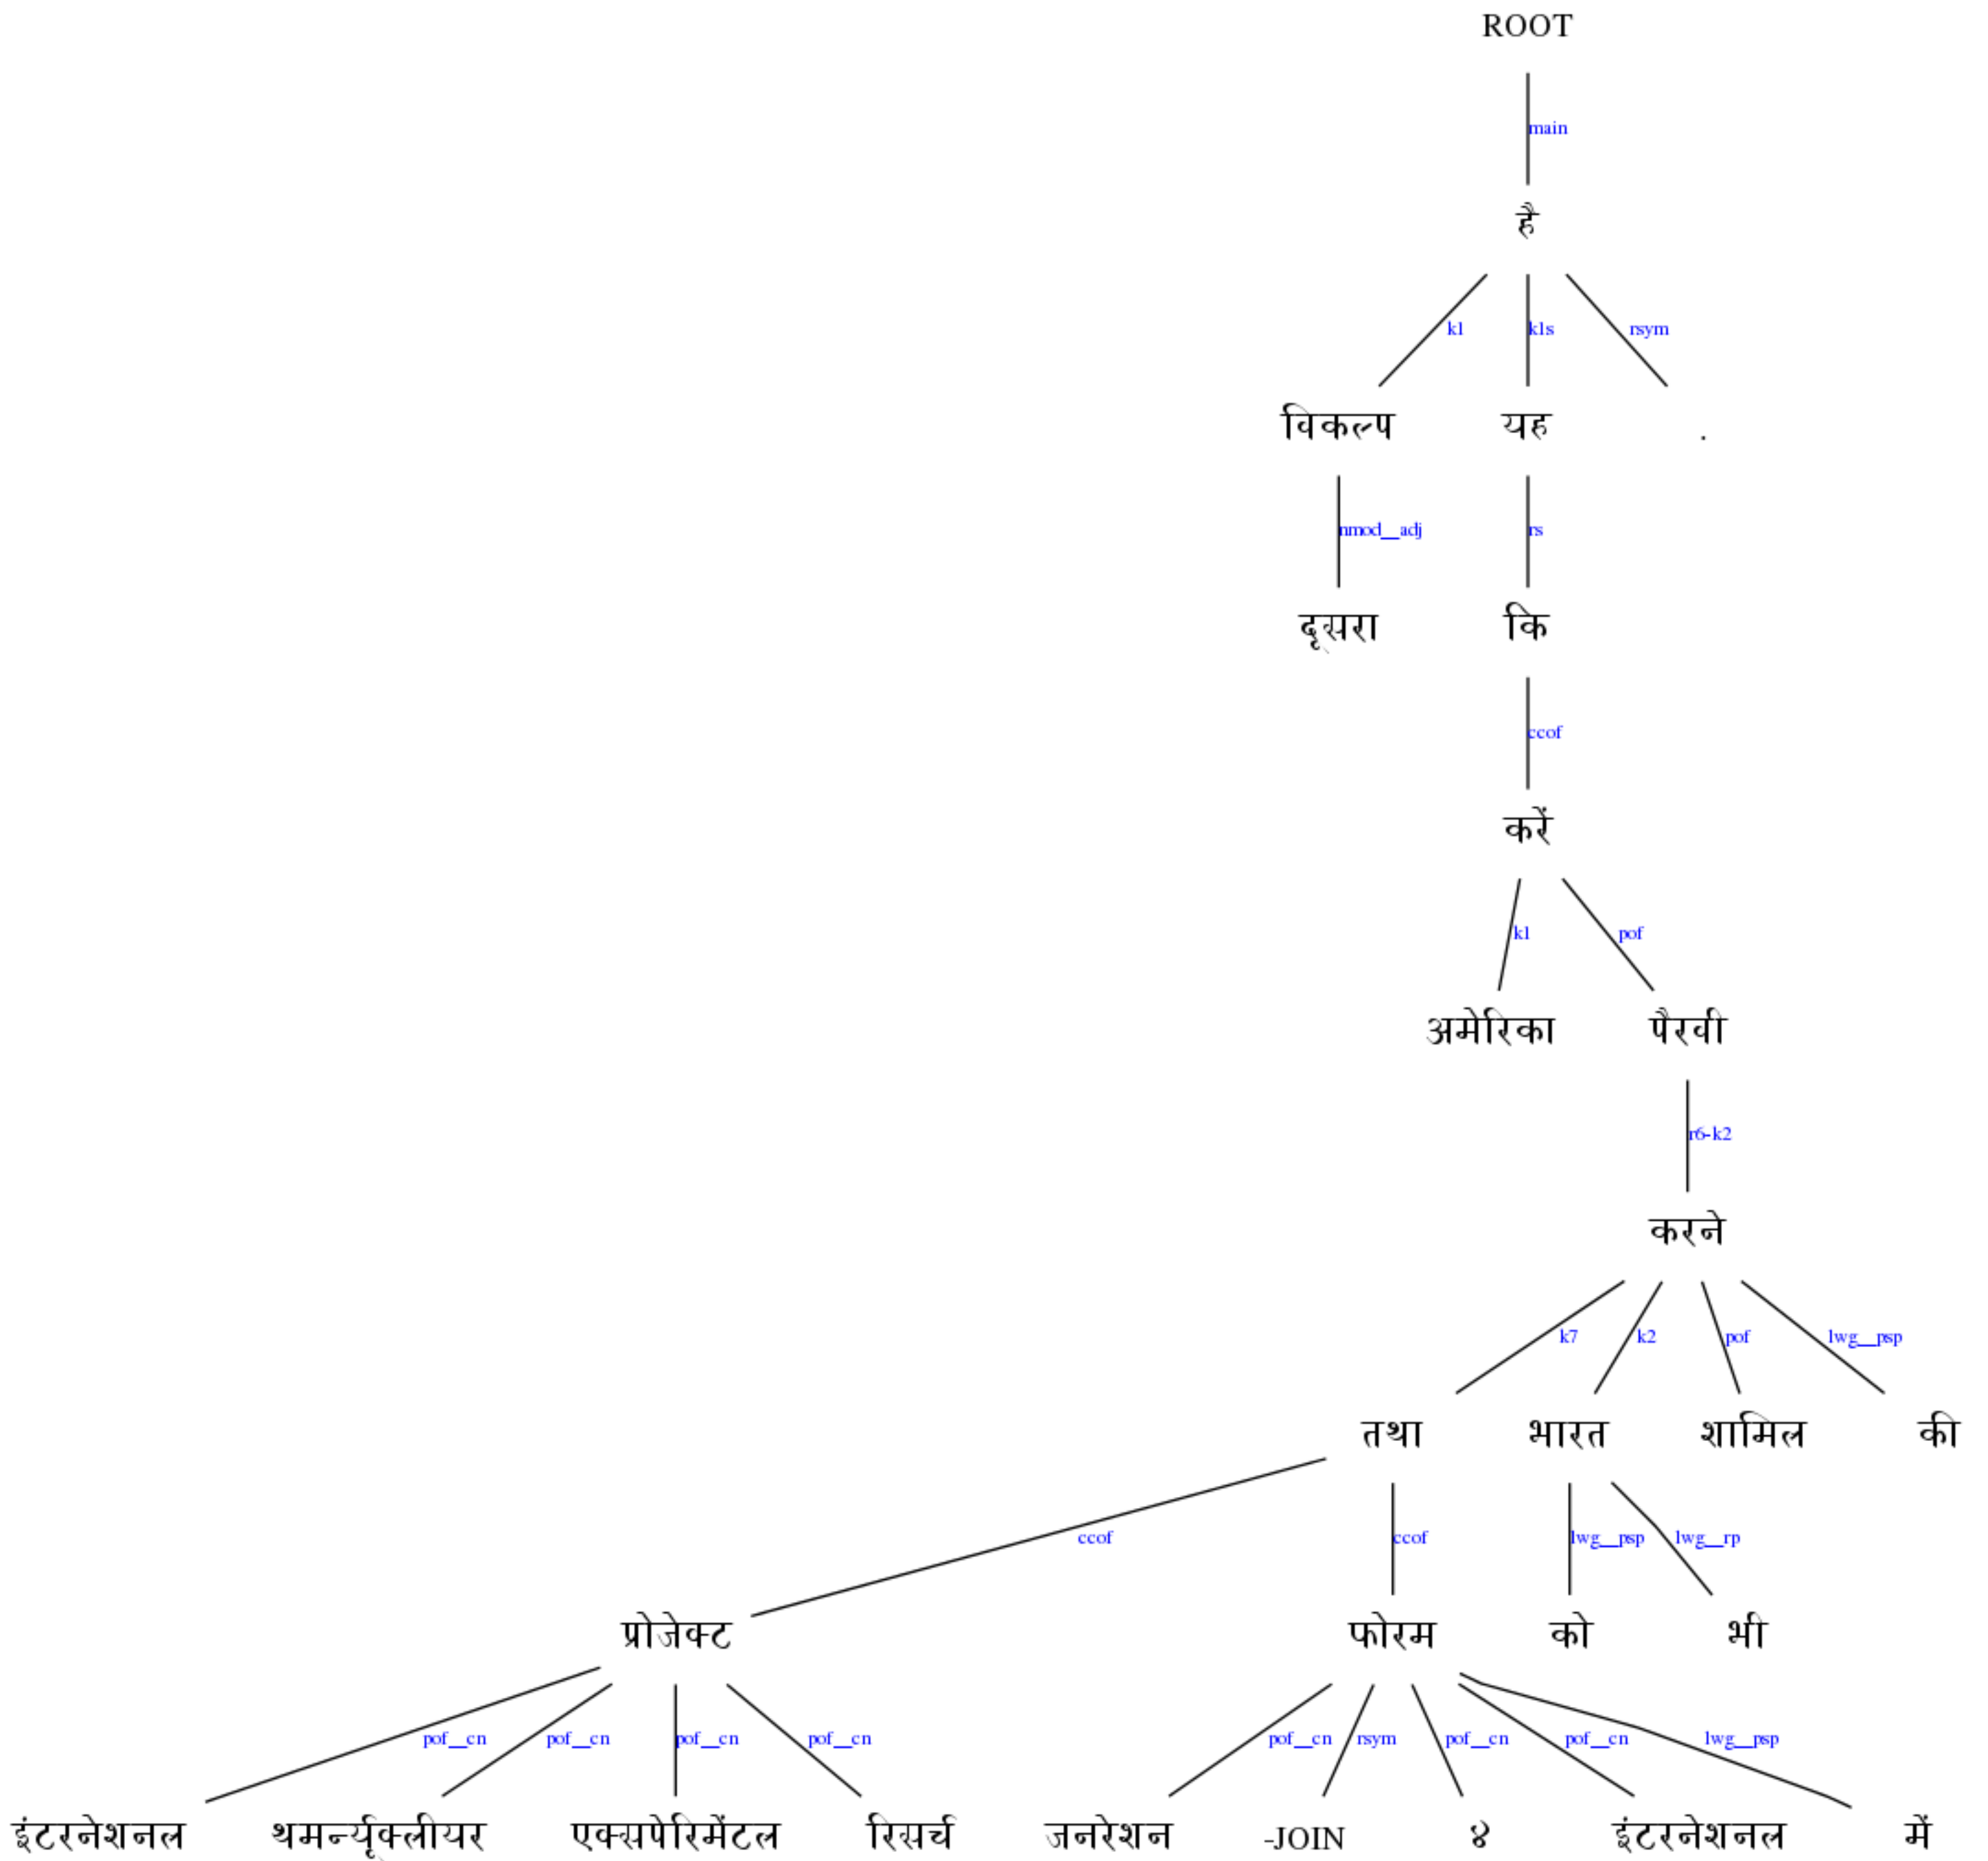 ROOT
main
है
k1 k1s rsym
विकल्प यह .
nmod__adj rs
दूसरा कि
ccof
करें
k1 pof
अमेरिका पैरवी
r6-k2
करने
k7 k2 pof lwg__psp
तथा भारत शामिल की
ccof ccof lwg__psp lwg__rp
प्रोजेक्ट फोरम को भी
pof__cn pof__cn pof__cn pof__cn pof__cn rsym pof__cn pof__cn lwg__psp
इंटरनेशनल थमर्न्यूक्लीयर एक्सपेरिमेंटल रिसर्च जनरेशन -JOIN ४ इंटरनेशनल में